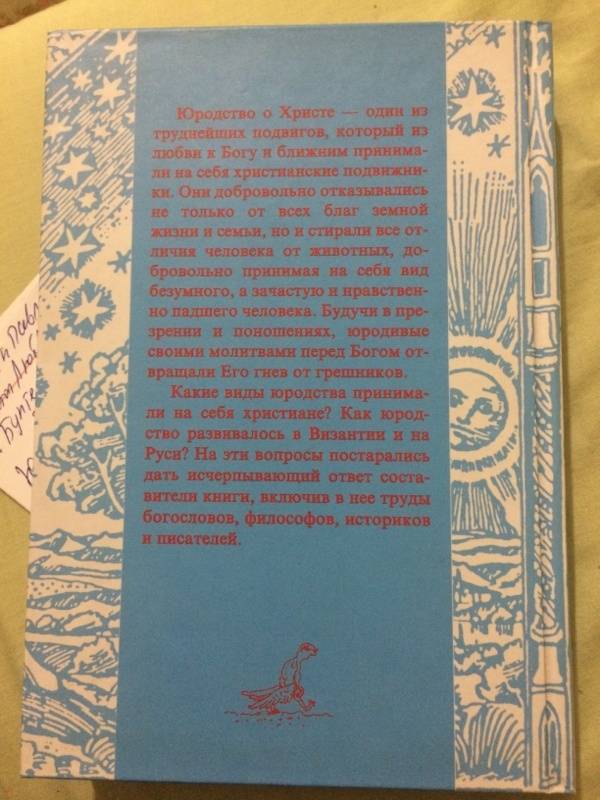 Юродство о Христе — один из
труднейших подвигов, который из
любви к Богу и ближним принима-
ли на себя христианские подвижни-
ки. Они добровольно отказывались
не только от всех благ земной
жизни и семьи, но и стирали все от-
личия человека от животных, до-
бровольно принимая на себя вид
безумного, а зачастую и нравствен-
но падшего человека. Будучи в пре-
зрении и поношениях, юродивые
своими молитвами перед Богом от-
вращали Его гнев от грешников.
Какие виды юродства принима-
ли на себя христиане? Как юрод-
ство развивалось в Византии и на
Руси? На эти вопросы постарались
дать исчерпывающий ответ соста-
вители книги, включив в нее труды
богословов, философов, историков
и писателей.